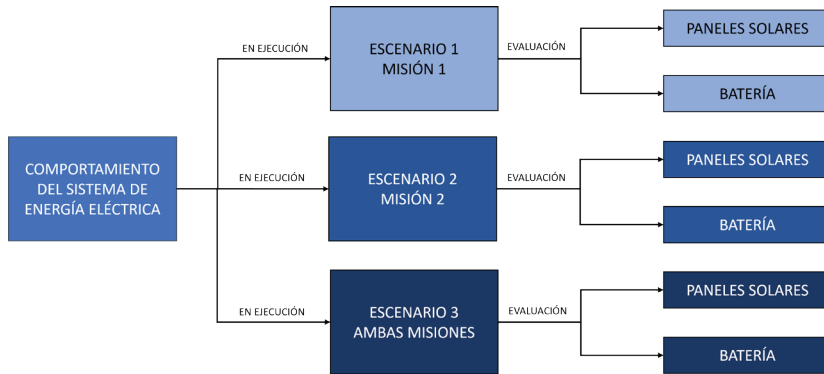 COMPORTAMIENTO
DEL SISTEMA DE
ENERGÍA ELÉCTRICA
EN EJECUCIÓN
ESCENARIO 1
MISIÓN 1
EVALUACIÓN
PANELES SOLARES
BATERÍA
EN EJECUCIÓN
ESCENARIO 2
MISIÓN 2
EVALUACIÓN
PANELES SOLARES
BATERÍA
EN EJECUCIÓN
ESCENARIO 3
AMBAS MISIONES
EVALUACIÓN
PANELES SOLARES
BATERÍA